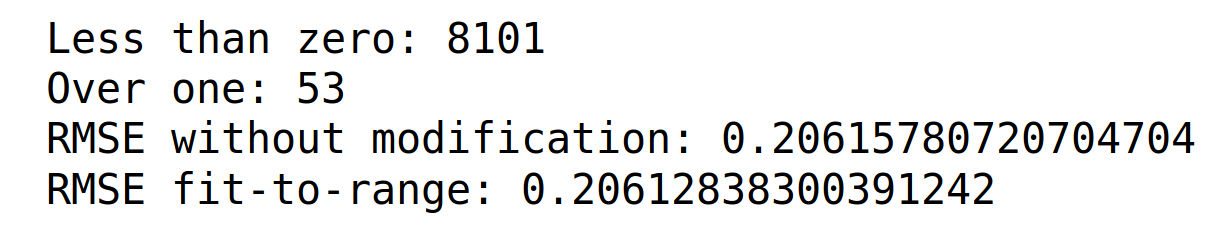 Less than zero: 8101
Over one: 53
RMSE without modification: 0.20615780720704704
RMSE fit-to-range: 0.20612838300391242